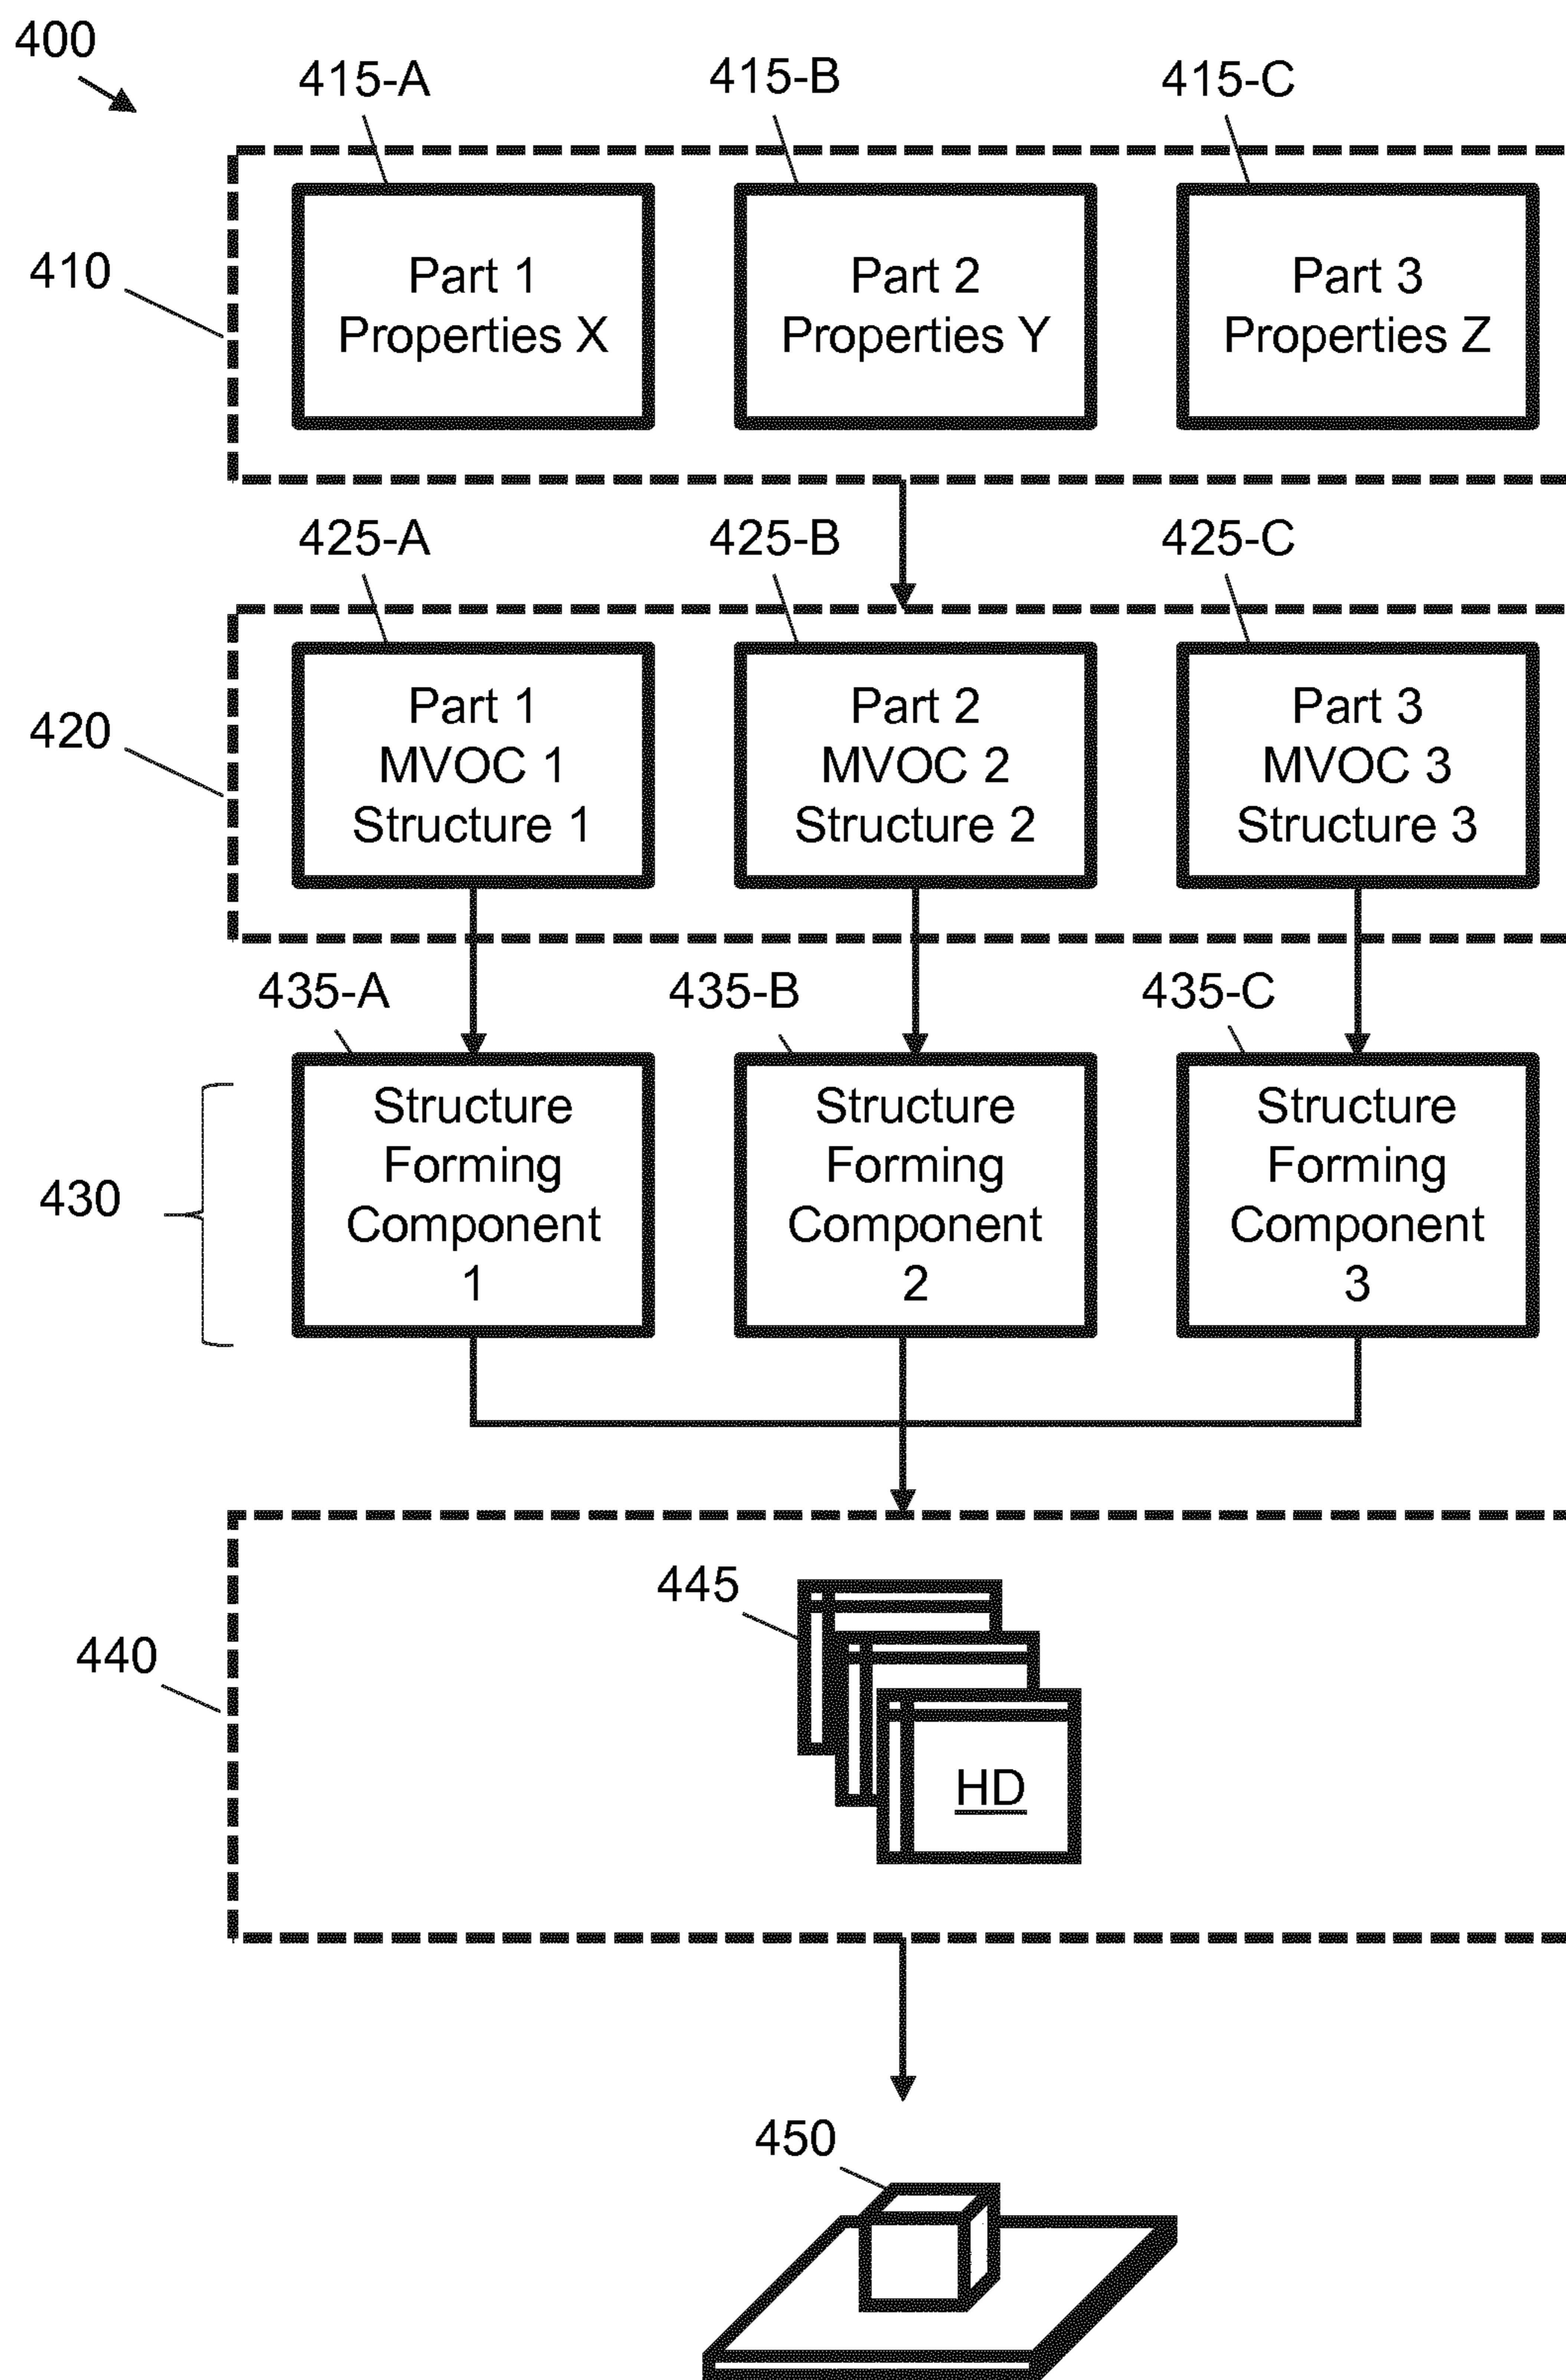 400
415-A
415-B
415-C
410
Part 1
Properties X
Part 2
Properties Y
Part 3
Properties Z
425-A
425-B
425-C
420
Part 1
MVOC 1
Structure 1
Part 2
MVOC 2
Structure 2
Part 3
MVOC 3
Structure 3
435-A
435-B
435-C
430
Structure
Forming
Component
1
Structure
Forming
Component
2
Structure
Forming
Component
3
440
445
HD
450